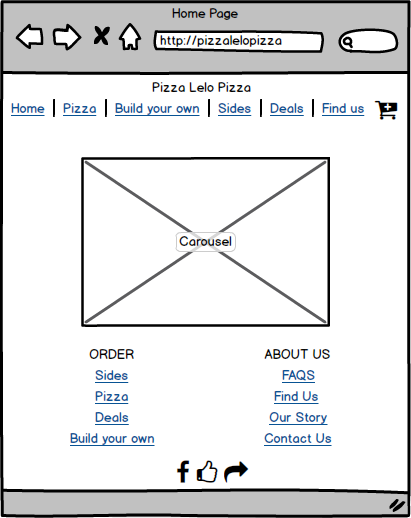 Home Page
http://pizzalelopizza
Pizza Lelo Pizza
Home Pizza Build your own Sides Deals Find us
Carousel
ORDER ABOUT US
Sides FAQS
Pizza Find Us
Deals Our Story
Build your own Contact Us